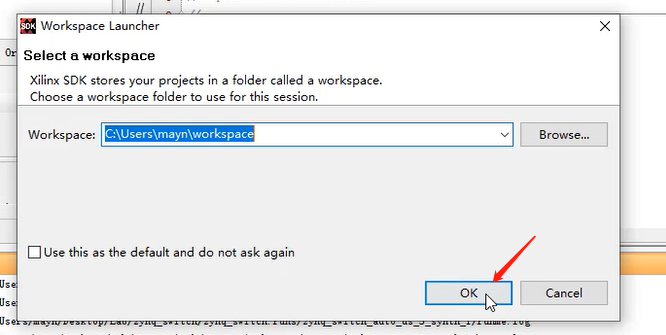 SDK Workspace Launcher
Select a workspace
Xilinx SDK stores your projects in a folder called a workspace.
Choose a workspace folder to use for this session.
Workspace: C:\Users\mayn\workspace Browse...
Use this as the default and do not ask again
OK Cancel